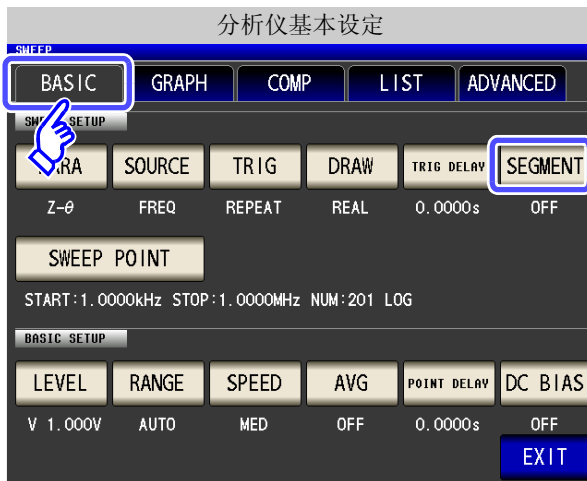 分析仪基本设定
SWEEP
BASIC GRAPH COMP LIST ADVANCED
SETUP
SOURCE TRIG DRAW TRIG DELAY SEGMENT
Z-θ FREQ REPEAT REAL 0.0000s OFF
SWEEP POINT
START:1.0000kHz STOP:1.0000MHz NUM:201 LOG
BASIC SETUP
LEVEL RANGE SPEED AVG POINT DELAY DC BIAS
V 1.000V AUTO MED OFF 0.0000s OFF
EXIT